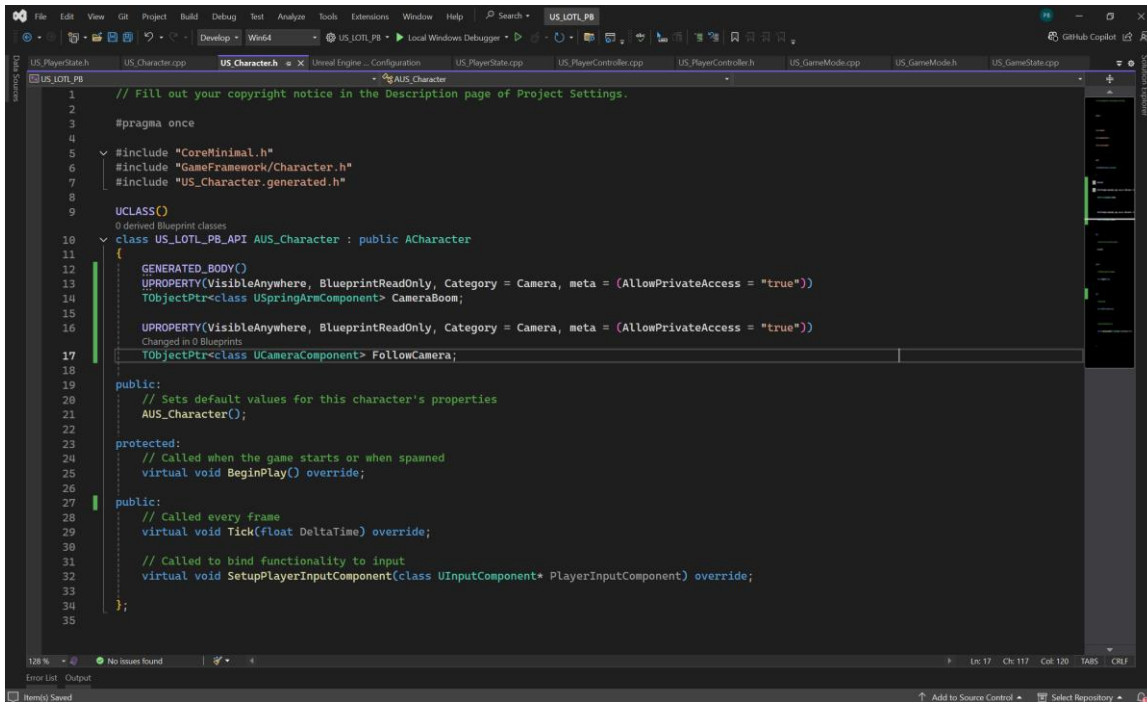 File Edit View Git Project Build Debug Test Analyze Tools Extensions Window Help Search US_LOTL_PB PB
Develop Win64 US_LOTL_PB Local Windows Debugger GitHub Copilot
US_PlayerState.h US_Character.cpp US_Character.h Unreal Engine ... Configuration US_PlayerState.cpp US_PlayerController.cpp US_PlayerController.h US_GameMode.cpp US_GameMode.h US_GameState.cpp
Data Sources
Solution Explorer
US_LOTL_PB AUS_Character
1 // Fill out your copyright notice in the Description page of Project Settings.
2
3 #pragma once
4
5 #include "CoreMinimal.h"
6 #include "GameFramework/Character.h"
7 #include "US_Character.generated.h"
8
9 UCLASS()
0 derived Blueprint classes
10 class US_LOTL_PB_API AUS_Character : public ACharacter
11 {
12 GENERATED_BODY()
13 UPROPERTY(VisibleAnywhere, BlueprintReadOnly, Category = Camera, meta = (AllowPrivateAccess = "true"))
14 TObjectPtr<class USpringArmComponent> CameraBoom;
15
16 UPROPERTY(VisibleAnywhere, BlueprintReadOnly, Category = Camera, meta = (AllowPrivateAccess = "true"))
Changed in 0 Blueprints
17 TObjectPtr<class UCameraComponent> FollowCamera;
18
19 public:
20 // Sets default values for this character's properties
21 AUS_Character();
22
23 protected:
24 // Called when the game starts or when spawned
25 virtual void BeginPlay() override;
26
27 public:
28 // Called every frame
29 virtual void Tick(float DeltaTime) override;
30
31 // Called to bind functionality to input
32 virtual void SetupPlayerInputComponent(class UInputComponent* PlayerInputComponent) override;
33
34 };
35
128 % No issues found Ln: 17 Ch: 117 Col: 120 TABS CRLF
Error List Output
Item(s) Saved Add to Source Control Select Repository